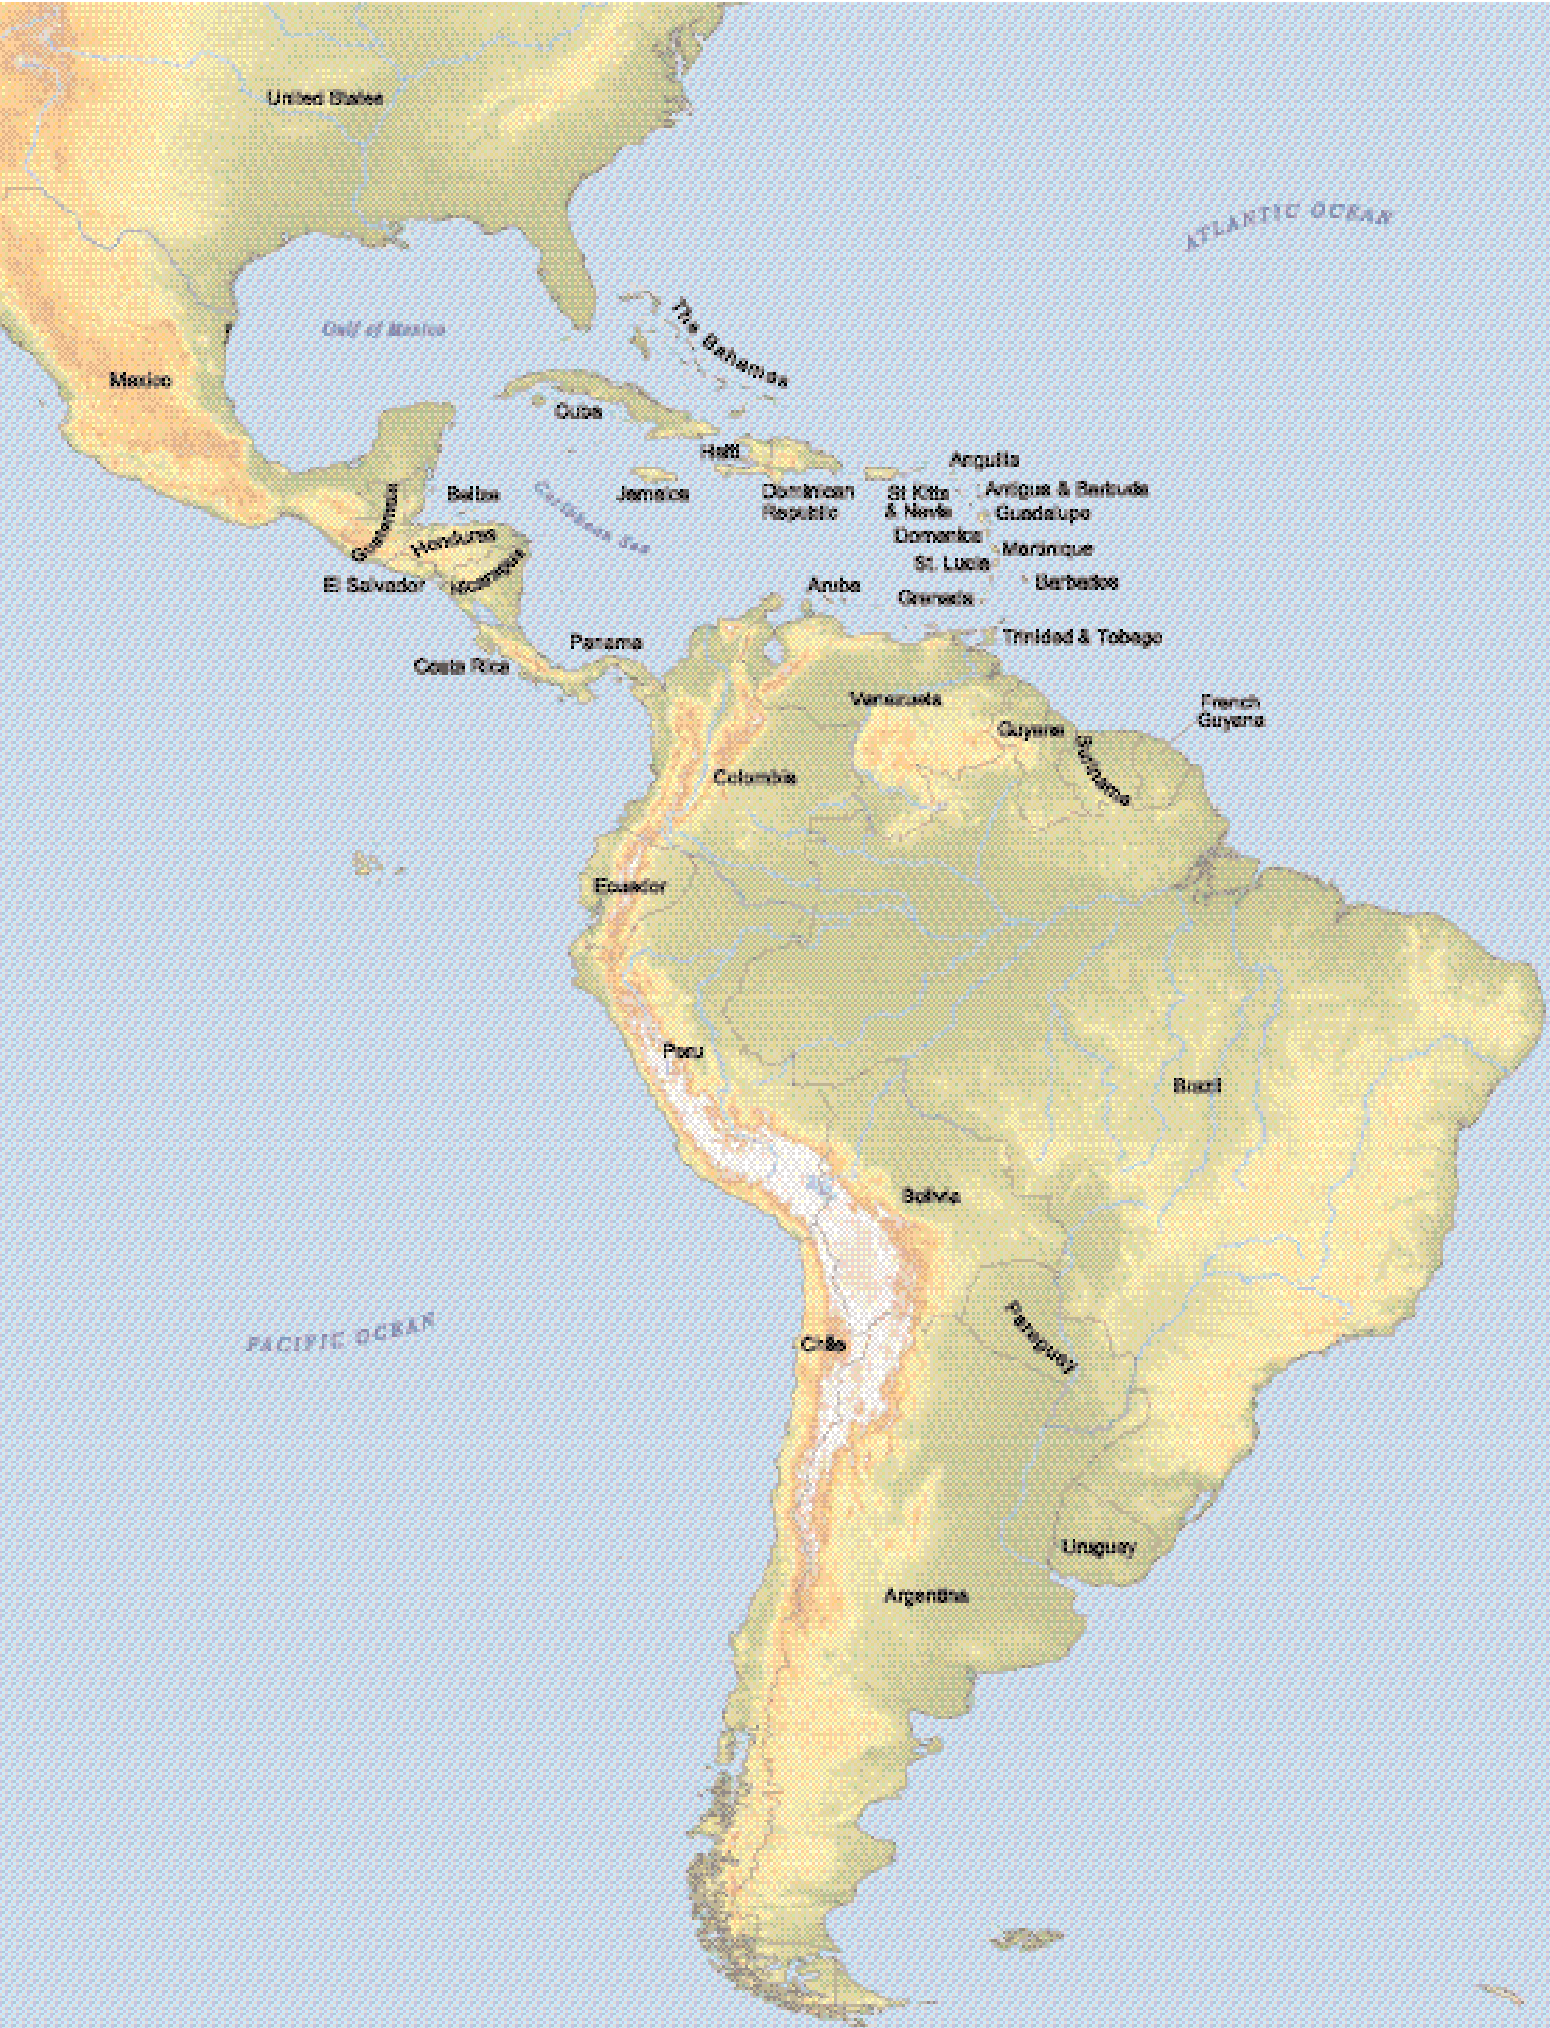 United States
ATLANTIC OCEAN
Gulf of Mexico
The Bahamas
Mexico
Cuba
Haiti
Anguilla
Jamaica
Dominican
Republic
St Kitts
& Nevis
Antigua & Barbuda
Guadalupe
Belize
Caribbean Sea
Guatemala
Honduras
Domenica
Martinique
St. Lucia
El Salvador
Nicaragua
Aruba
Barbados
Grenada
Panama
Trinidad & Tobago
Costa Rica
Venezuela
French
Guyana
Guyana
Suriname
Colombia
Ecuador
Peru
Brazil
Bolivia
PACIFIC OCEAN
Paraguay
Chile
Uruguay
Argentina